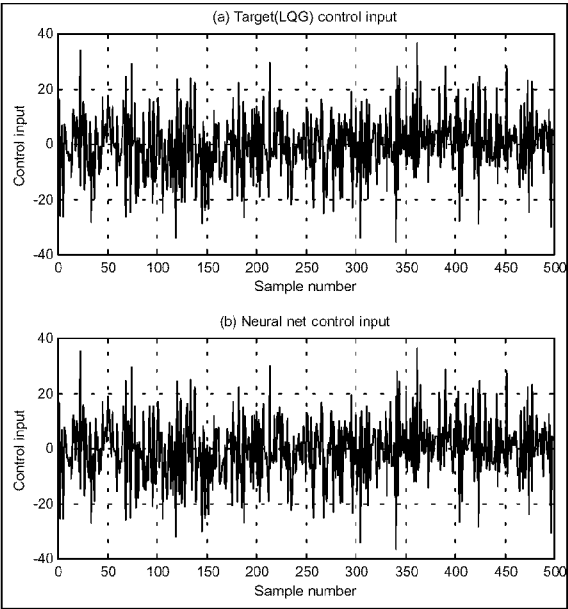 (a) Target(LQG) control input
40
20
0
-20
-40
Control input
0 50 100 150 200 250 300 350 400 450 500
Sample number
(b) Neural net control input
40
20
0
-20
-40
Control input
0 50 100 150 200 250 300 350 400 450 500
Sample number